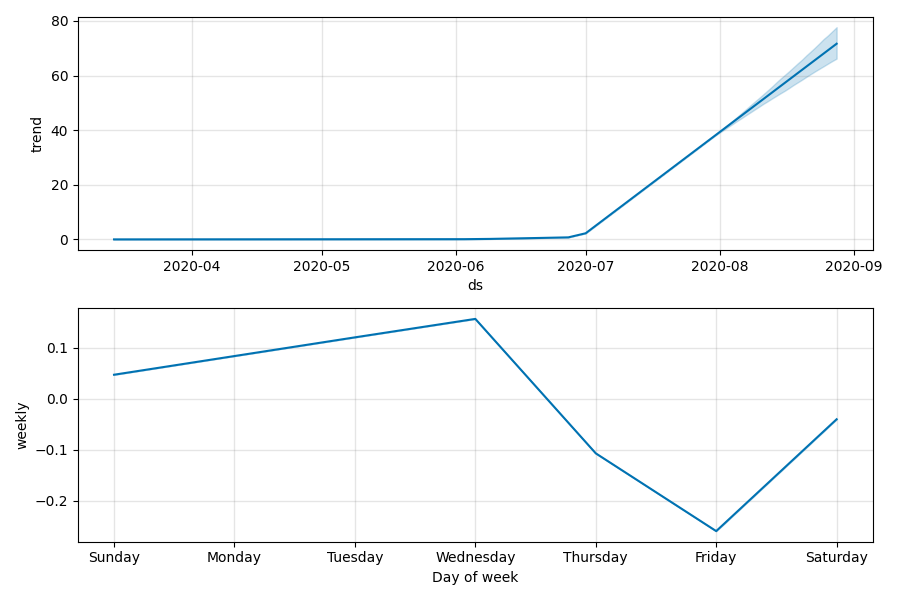 80
60
40
20
0
trend
2020-04 2020-05 2020-06 2020-07 2020-08 2020-09
ds
0.1
0.0
−0.1
−0.2
weekly
Sunday Monday Tuesday Wednesday Thursday Friday Saturday
Day of week